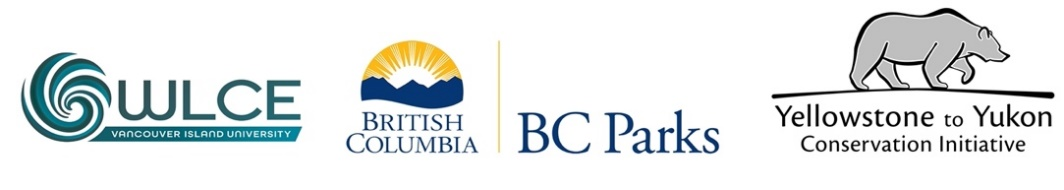 WLCE
VANCOUVER ISLAND UNIVERSITY
BRITISH
COLUMBIA
BC Parks
Yellowstone to Yukon
Conservation Initiative